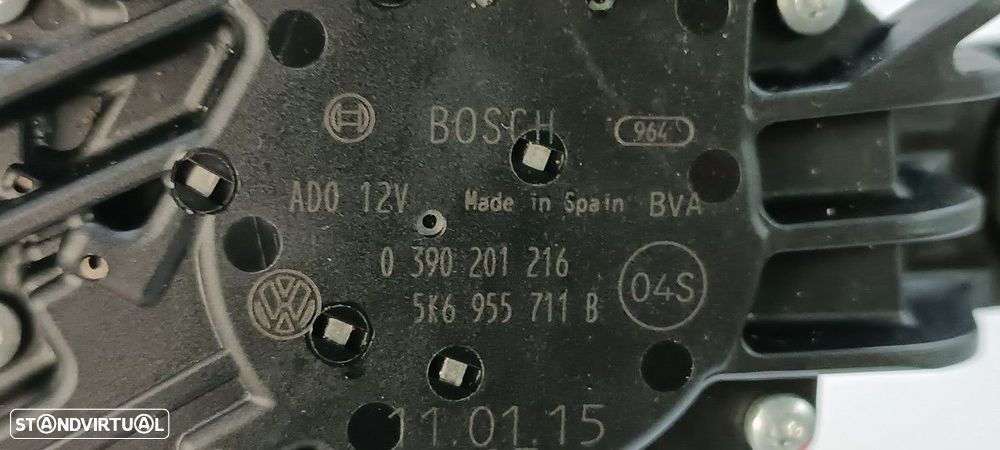 BOSCH 964
AD0 12V Made in Spain BVA
0 390 201 216
5K6 955 711 B 04S
11.01.15
STANDVIRTUAL